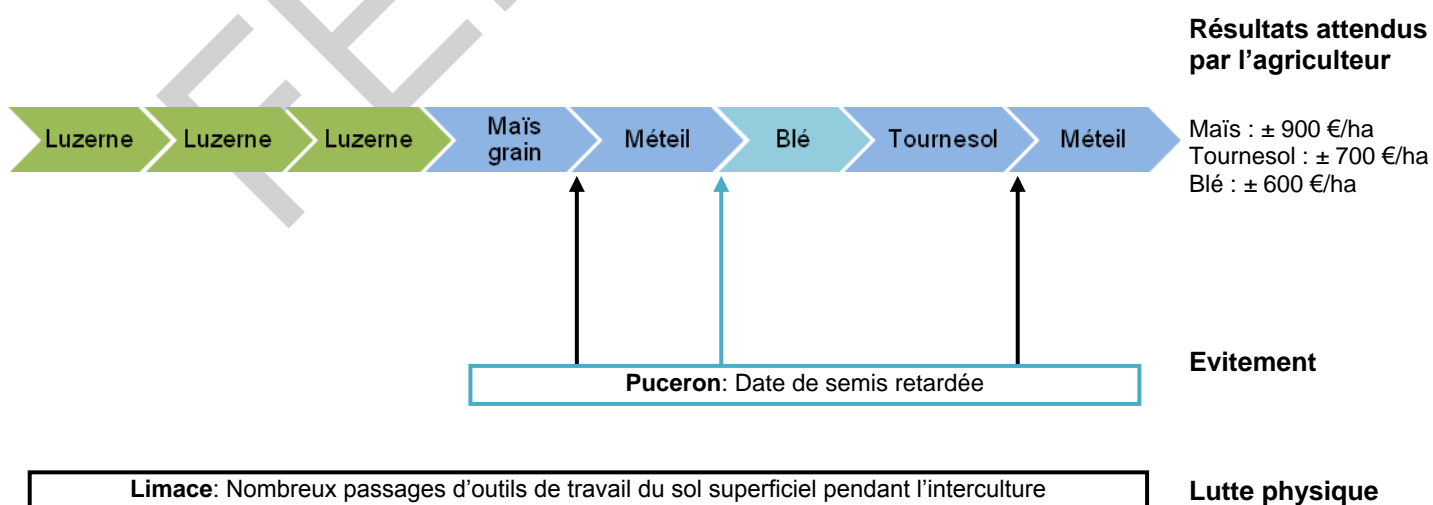 Résultats attendus
par l'agriculteur
Luzerne
Luzerne
Luzerne
Maïs
grain
Méteil
Blé
Tournesol
Méteil
Maïs : ± 900 €/ha
Tournesol : ± 700 €/ha
Blé : ± 600 €/ha
Puceron: Date de semis retardée
Evitement
Limace: Nombreux passages d'outils de travail du sol superficiel pendant l'interculture
Lutte physique